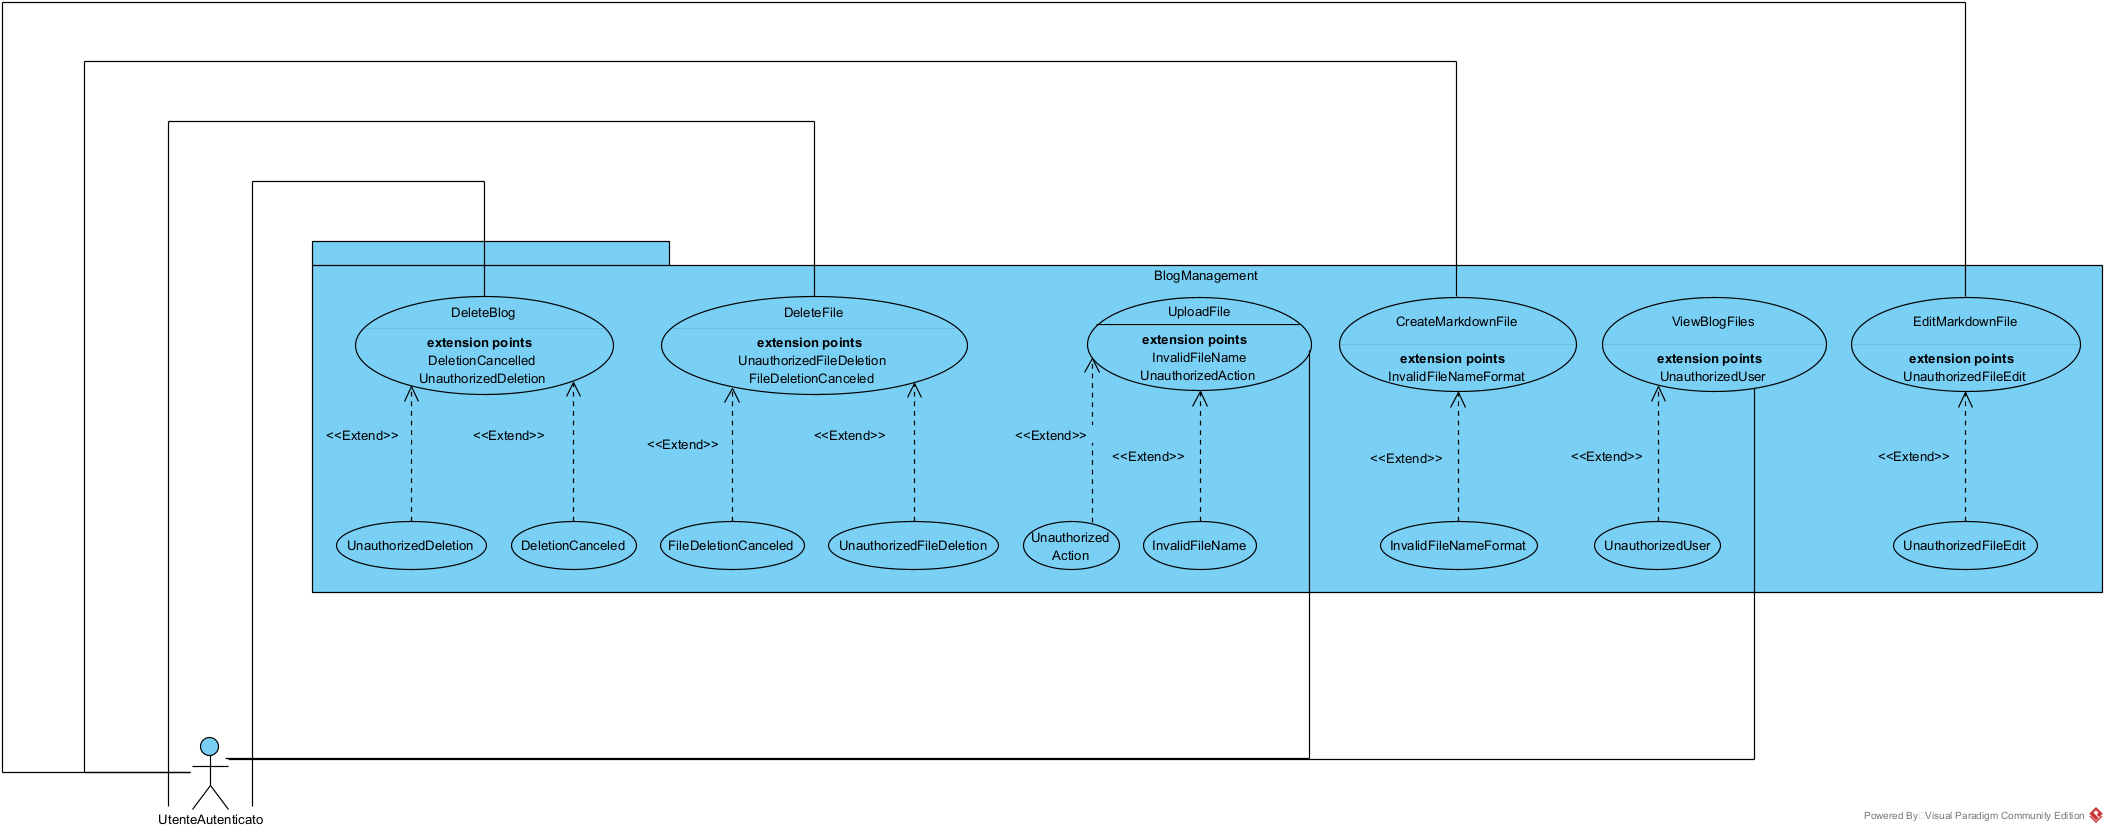 BlogManagement
DeleteBlog
extension points
DeletionCancelled
UnauthorizedDeletion
DeleteFile
extension points
UnauthorizedFileDeletion
FileDeletionCanceled
UploadFile
extension points
InvalidFileName
UnauthorizedAction
CreateMarkdownFile
extension points
InvalidFileNameFormat
ViewBlogFiles
extension points
UnauthorizedUser
EditMarkdownFile
extension points
UnauthorizedFileEdit
<<Extend>>
<<Extend>>
<<Extend>>
<<Extend>>
<<Extend>>
<<Extend>>
<<Extend>>
<<Extend>>
<<Extend>>
UnauthorizedDeletion
DeletionCanceled
FileDeletionCanceled
UnauthorizedFileDeletion
Unauthorized
Action
InvalidFileName
InvalidFileNameFormat
UnauthorizedUser
UnauthorizedFileEdit
UtenteAutenticato
Powered By Visual Paradigm Community Edition